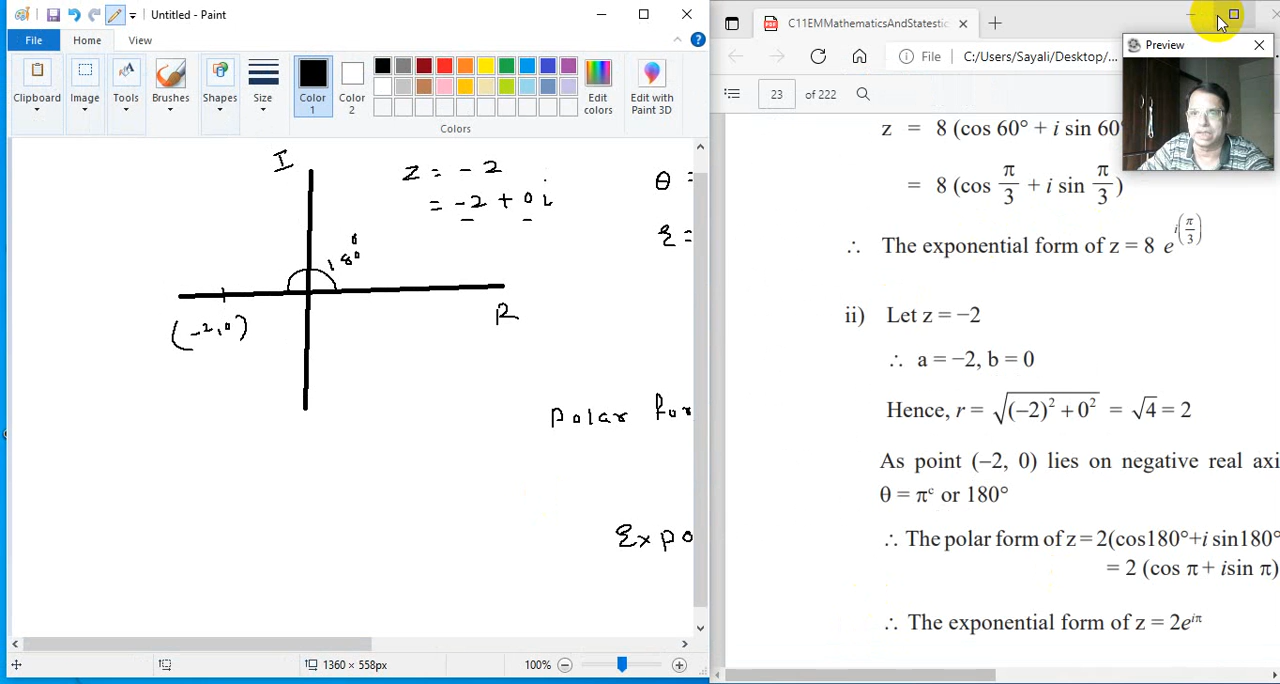 Untitled - Paint
File Home View
Clipboard
Image
Tools
Brushes
Shapes
Size
Color 1
Color 2
Edit colors
Edit with Paint 3D
Colors
I
z = -2
= -2 + 0 i
θ =
r =
180°
R
(-2,0)
Polar For
Expo
1360 × 558px
100%
C11EMMathematicsAndStatestic
File C:/Users/Sayali/Desktop/...
23 of 222
Preview
z = 8 (cos 60° + i sin 60°
= 8 (cos π/3 + i sin π/3)
∴ The exponential form of z = 8 e^i(π/3)
ii) Let z = −2
∴ a = −2, b = 0
Hence, r = √(−2)² + 0² = √4 = 2
As point (−2, 0) lies on negative real axi
θ = πᶜ or 180°
∴ The polar form of z = 2(cos180°+i sin180°
= 2 (cos π + isin π)
∴ The exponential form of z = 2e^iπ